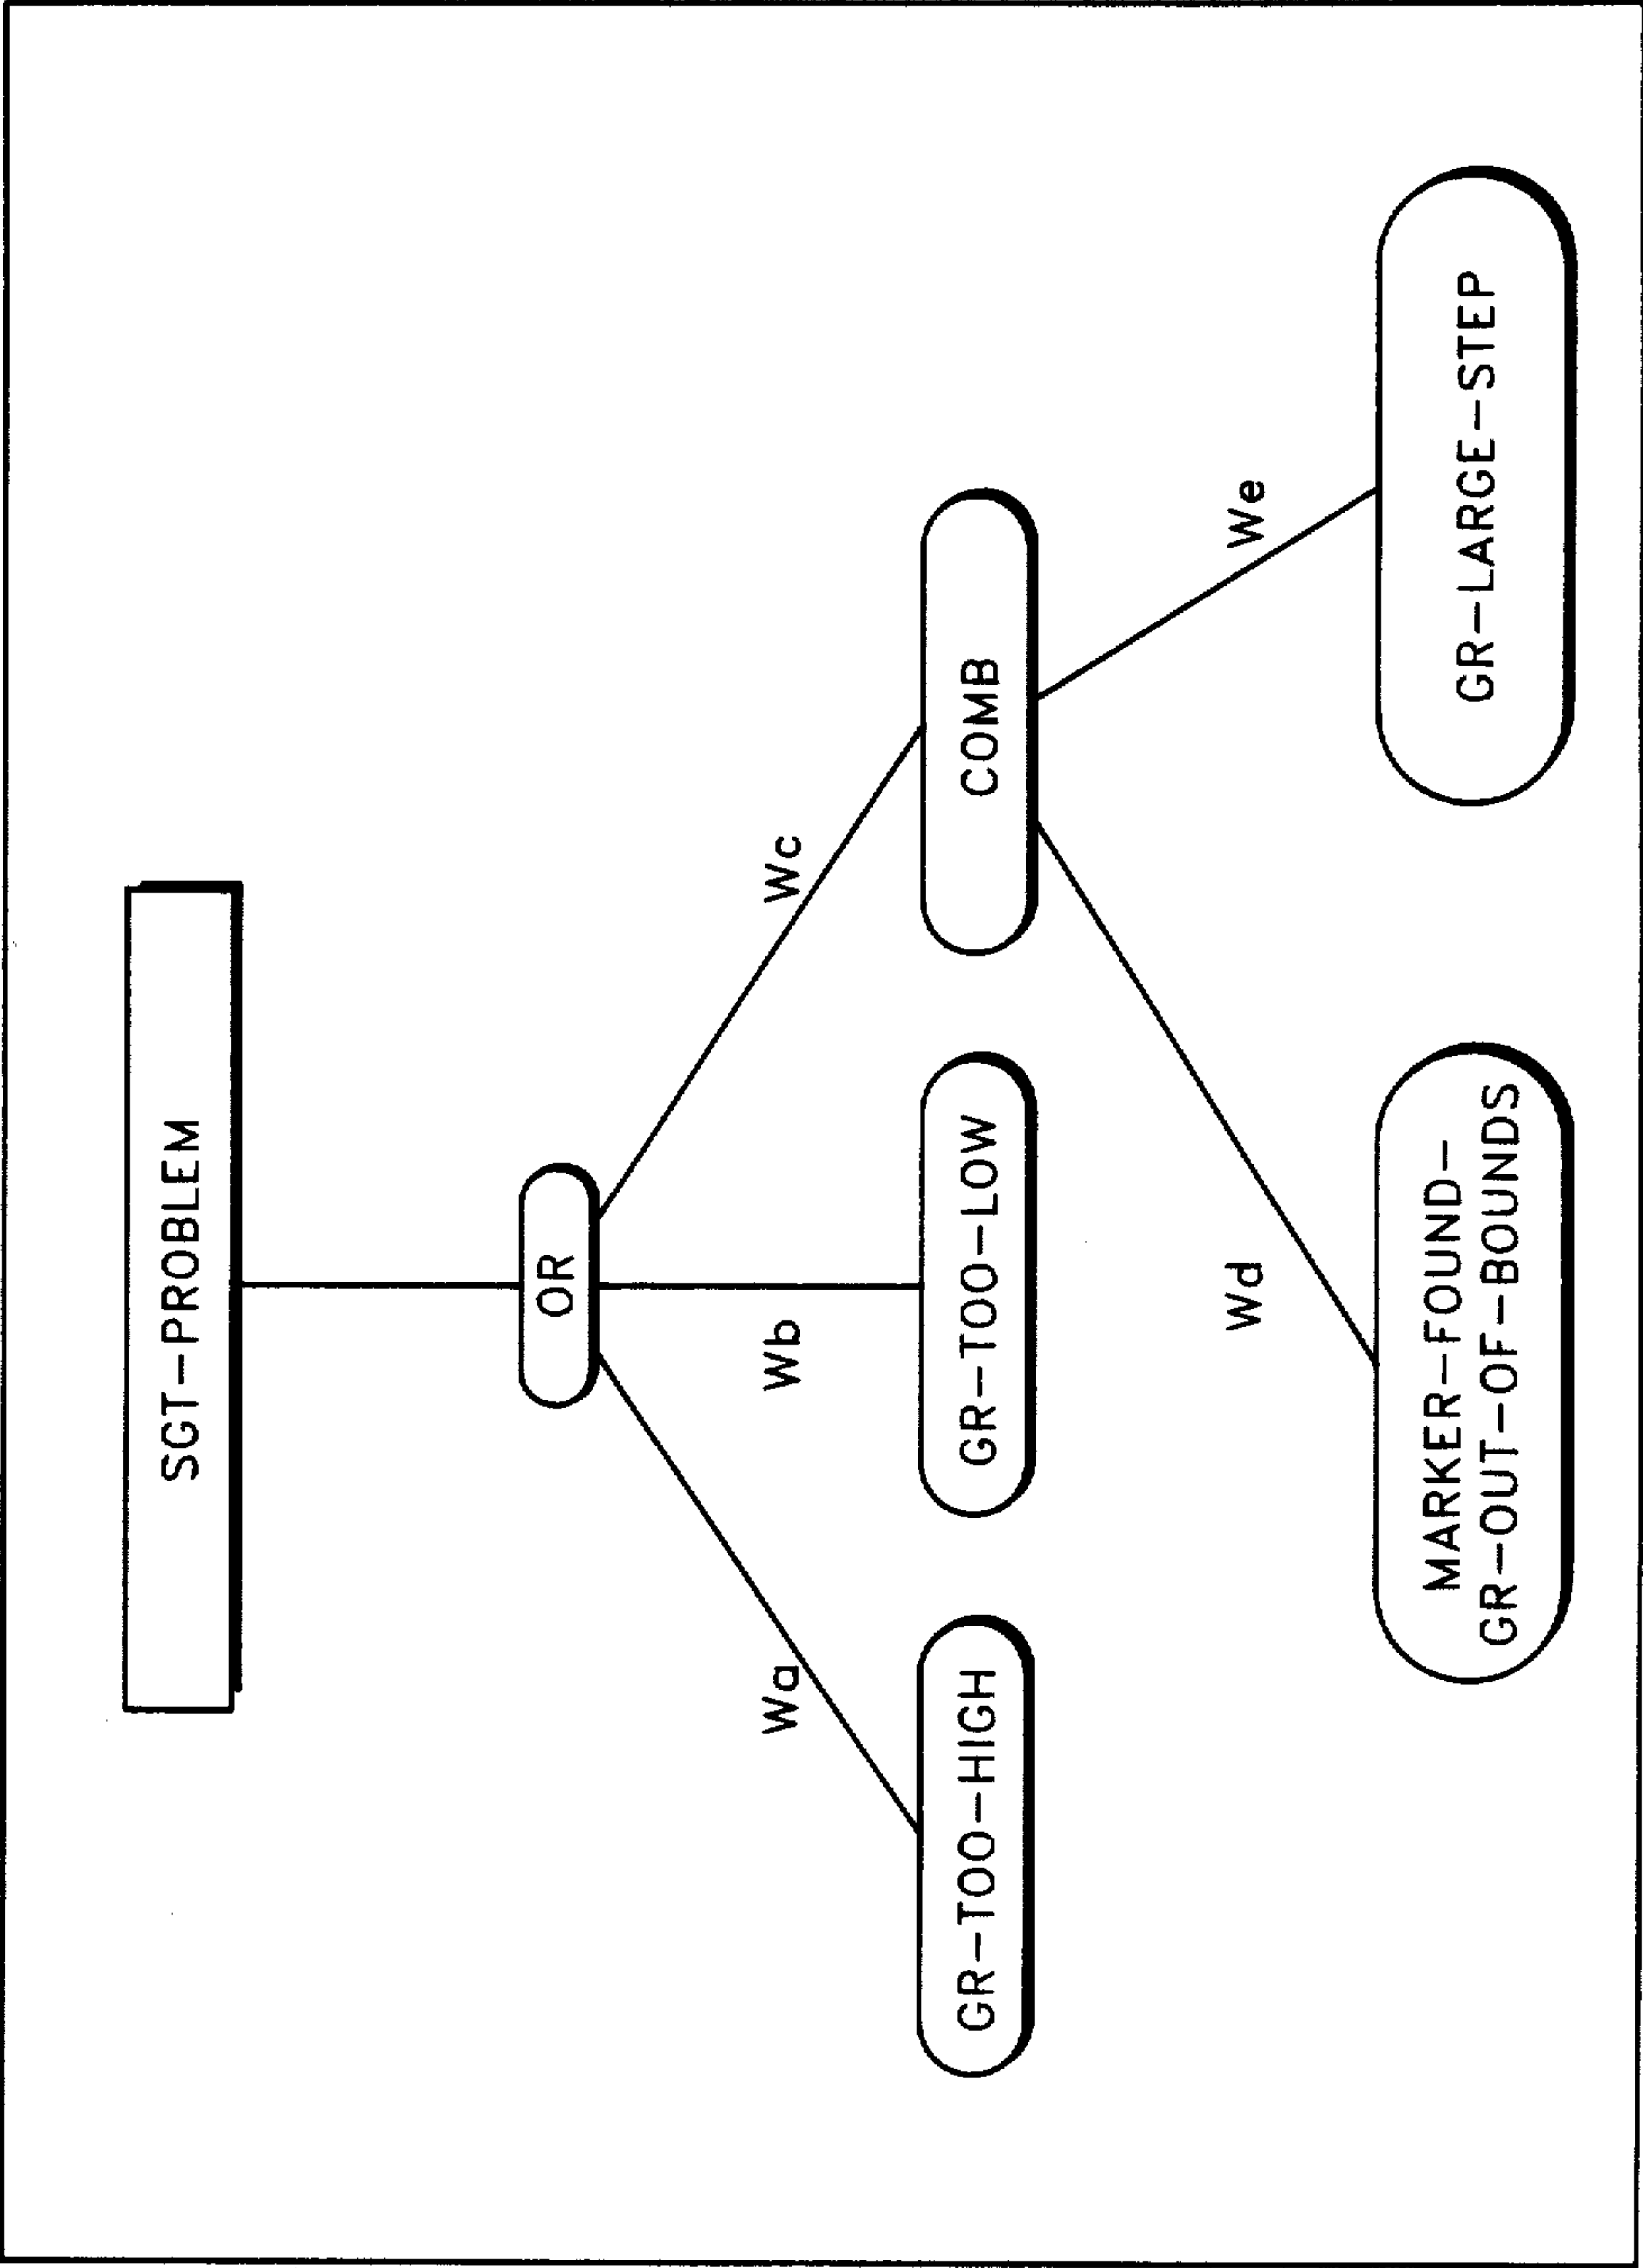 SGT-PROBLEM
OR
Wa
Wb
Wc
GR-TOO-HIGH
GR-TOO-LOW
COMB
Wd
We
MARKER-FOUND-
GR-OUT-OF-BOUNDS
GR-LARGE-STEP